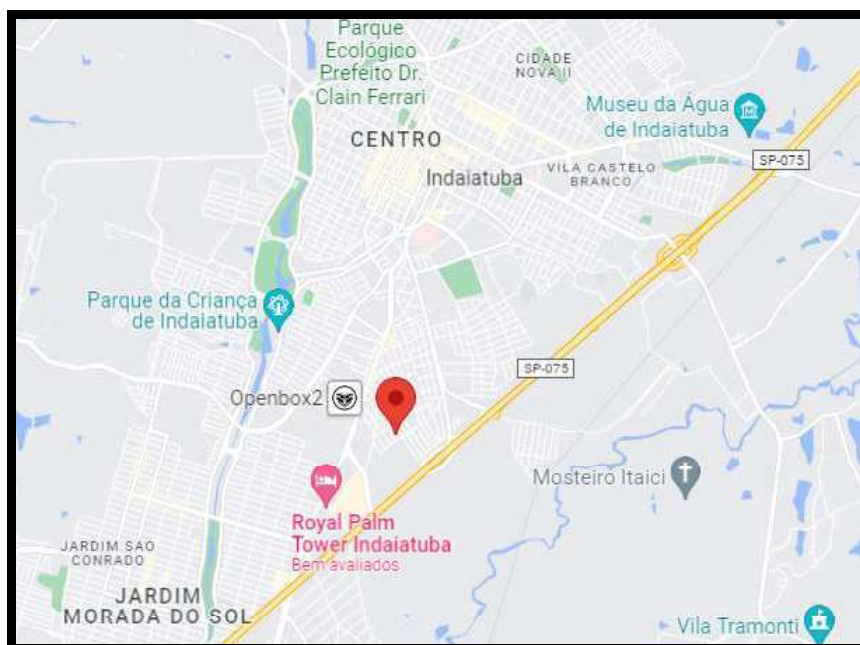 Parque
Ecológico
Prefeito Dr.
Clain Ferrari
CIDADE
NOVA II
Museu da Água
de Indaiatuba
CENTRO
SP-075
VILA CASTELO
BRANCO
Indaiatuba
Parque da Criança
de Indaiatuba
SP-075
Openbox2
Mosteiro Itaici
Royal Palm
Tower Indaiatuba
Bem avaliados
JARDIM SAO
CONRADO
JARDIM
MORADA DO SOL
Vila Tramonti